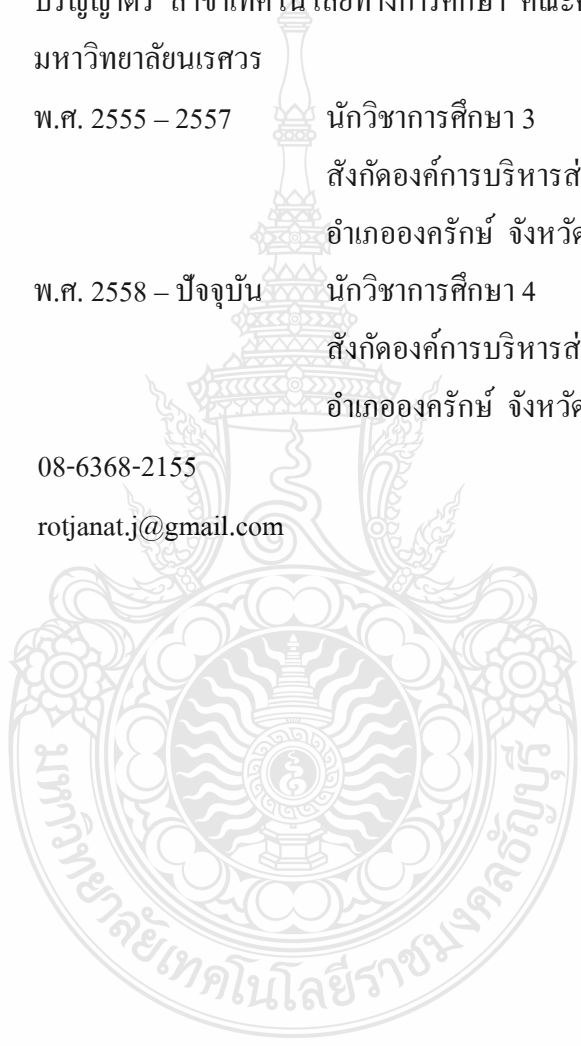 ปริญญาตรี สาขาเทคโนโลยีทางการศึกษา
มหาวิทยาลัยนเรศวร
พ.ศ. 2555 – 2557 นักวิชาการศึกษา 3
สังกัดองค์การบริหารส่
อำเภอองครักษ์ จังหวัด
พ.ศ. 2558 – ปัจจุบัน นักวิชาการศึกษา 4
สังกัดองค์การบริหารส่
อำเภอองครักษ์ จังหวัด
08-6368-2155
rotjanat.j@gmail.com
มหาวิทยาลัยเทคโนโลยีราชมงคลธัญบุรี